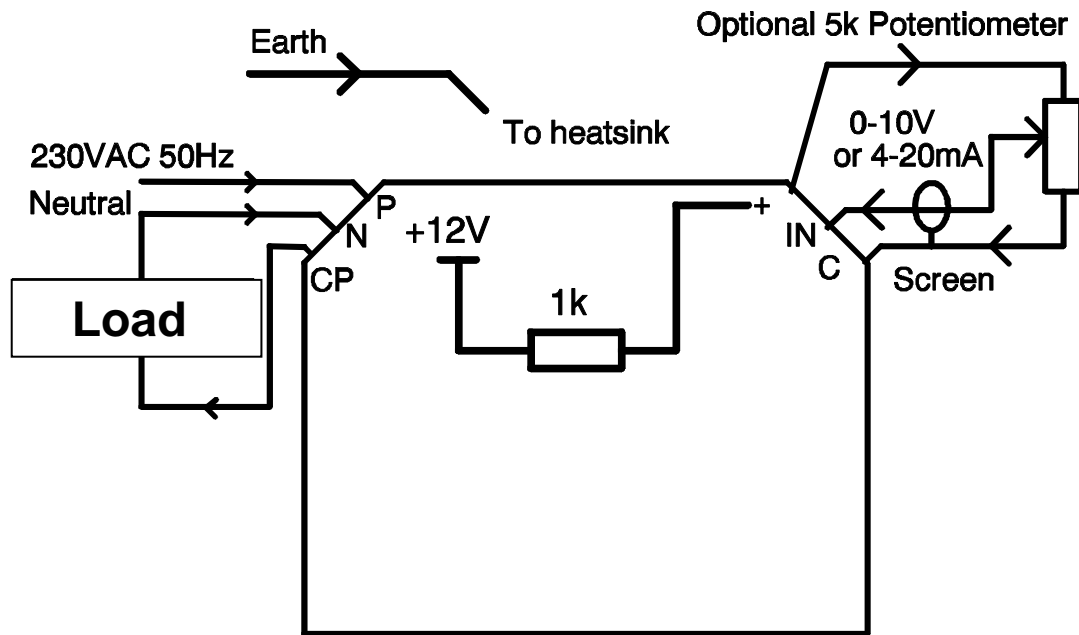 Optional 5k Potentiometer
Earth
To heatsink
0-10V
or 4-20mA
230VAC 50Hz
Neutral
P
N
CP
+12V
+
IN
C
Screen
1k
Load